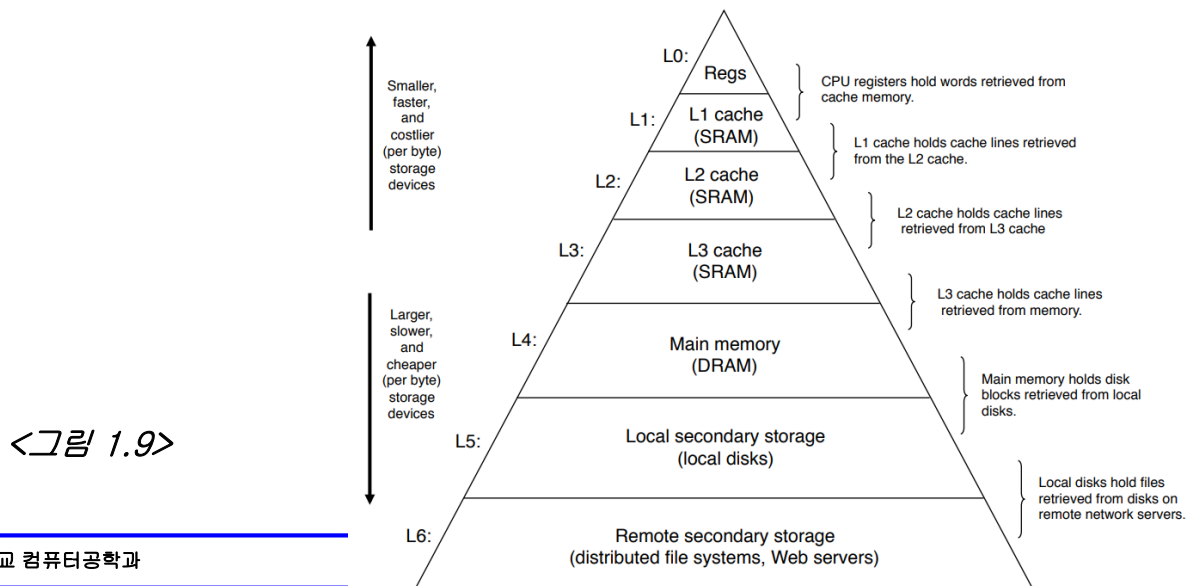 L0:
Regs
CPU registers hold words retrieved from
cache memory.
Smaller,
faster,
and
costlier
(per byte)
storage
devices
L1:
L1 cache
(SRAM)
L1 cache holds cache lines retrieved
from the L2 cache.
L2:
L2 cache
(SRAM)
L2 cache holds cache lines
retrieved from L3 cache
L3:
L3 cache
(SRAM)
L3 cache holds cache lines
retrieved from memory.
Larger,
slower,
and
cheaper
(per byte)
storage
devices
L4:
Main memory
(DRAM)
Main memory holds disk
blocks retrieved from local
disks.
<그림 1.9>
L5:
Local secondary storage
(local disks)
Local disks hold files
retrieved from disks on
remote network servers.
L6:
Remote secondary storage
(distributed file systems, Web servers)
교 컴퓨터공학과